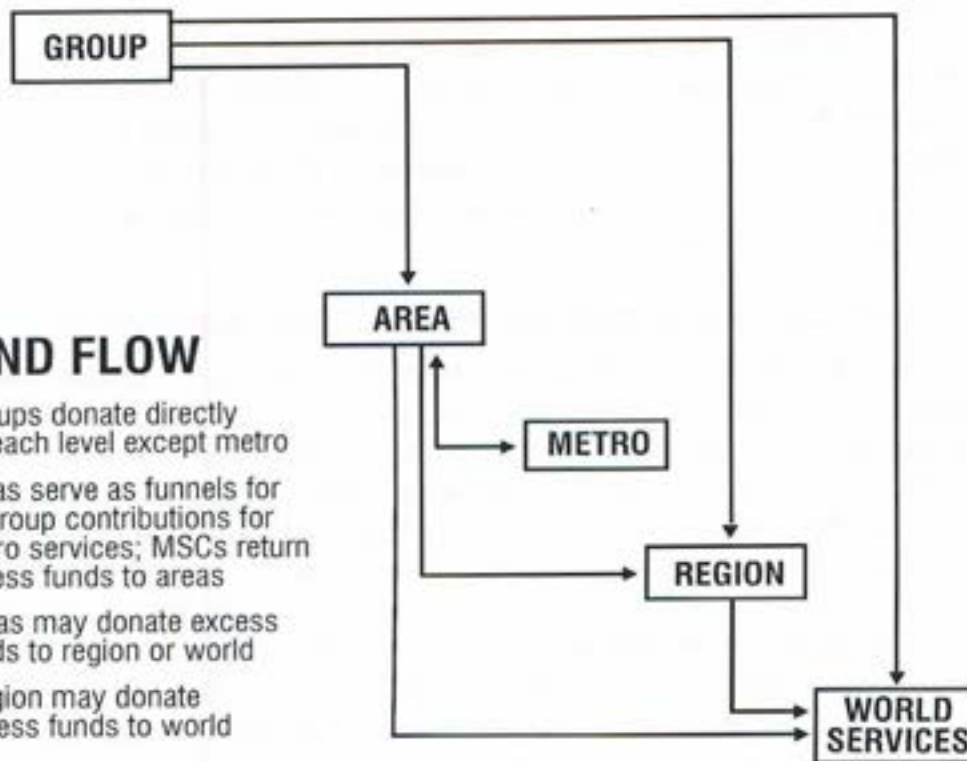 GROUP
AREA
ND FLOW
ups donate directly
each level except metro
METRO
as serve as funnels for
roup contributions for
ro services; MSCs return
ess funds to areas
REGION
as may donate excess
ds to region or world
gion may donate
ess funds to world
WORLD
SERVICES